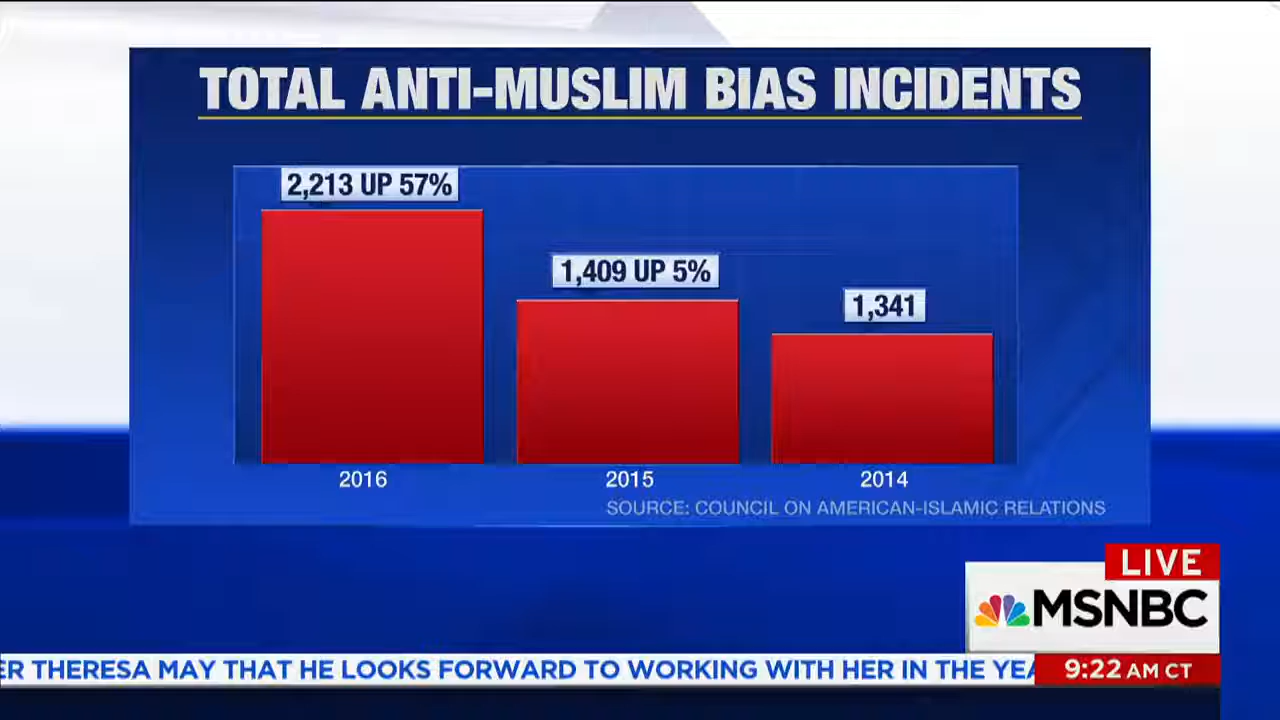 TOTAL ANTI-MUSLIM BIAS INCIDENTS
2,213 UP 57%
1,409 UP 5%
1,341
2016
2015
2014
SOURCE: COUNCIL ON AMERICAN-ISLAMIC RELATIONS
LIVE
MSNBC
ER THERESA MAY THAT HE LOOKS FORWARD TO WORKING WITH HER IN THE YEA
9:22 AM CT